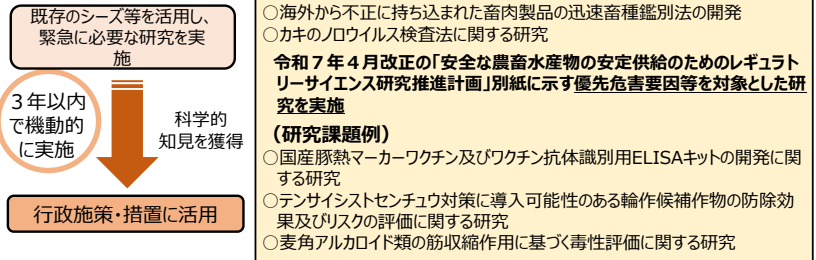 既存のシーズ等を活用し、
緊急に必要な研究を実
施
３年以内
で機動的
に実施
科学的
知見を獲得
行政施策・措置に活用
○海外から不正に持ち込まれた畜肉製品の迅速畜種鑑別法の開発
○カキのノロウイルス検査法に関する研究
令和７年４月改正の「安全な農畜水産物の安定供給のためのレギュラト
リーサイエンス研究推進計画」別紙に示す優先危害要因等を対象とした研
究を実施
（研究課題例）
○国産豚熱マーカーワクチン及びワクチン抗体識別用ELISAキットの開発に関
する研究
○テンサイシストセンチュウ対策に導入可能性のある輪作候補作物の防除効
果及びリスクの評価に関する研究
○麦角アルカロイド類の筋収縮作用に基づく毒性評価に関する研究